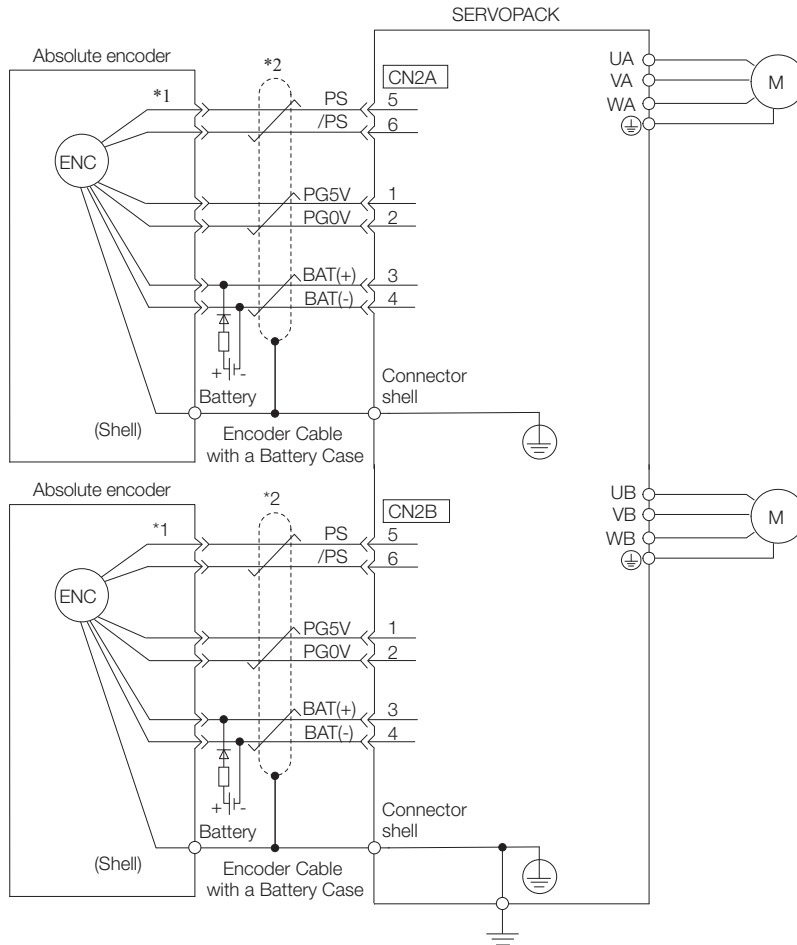 SERVOPACK
Absolute encoder
*2
CN2A
UA
VA
WA
M
*1
PS
5
/PS
6
ENC
PG5V
1
PG0V
2
BAT(+)
3
BAT(-)
4
+
-
Battery
Connector
shell
(Shell)
Encoder Cable
with a Battery Case
Absolute encoder
*2
CN2B
UB
VB
WB
M
*1
PS
5
/PS
6
ENC
PG5V
1
PG0V
2
BAT(+)
3
BAT(-)
4
+
-
Battery
Connector
shell
(Shell)
Encoder Cable
with a Battery Case